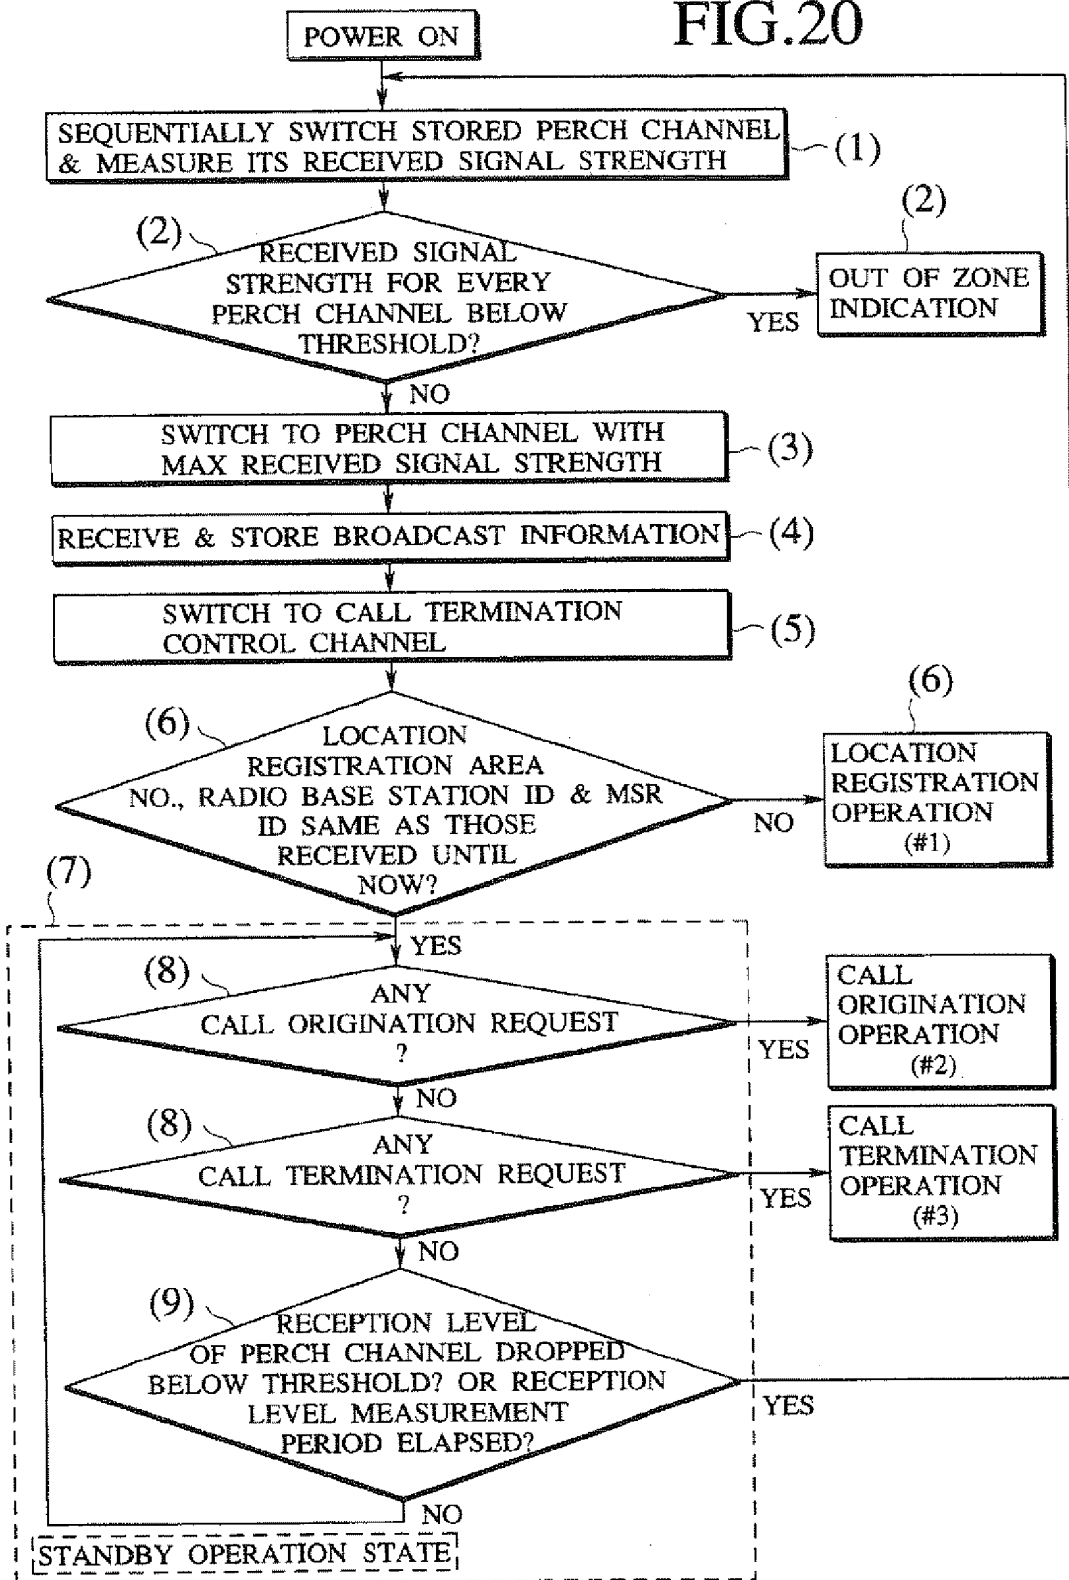 FIG.20
POWER ON
SEQUENTIALLY SWITCH STORED PERCH CHANNEL
& MEASURE ITS RECEIVED SIGNAL STRENGTH
(1)
(2)
RECEIVED SIGNAL
STRENGTH FOR EVERY
PERCH CHANNEL BELOW
THRESHOLD?
YES
(2)
OUT OF ZONE
INDICATION
NO
SWITCH TO PERCH CHANNEL WITH
MAX RECEIVED SIGNAL STRENGTH
(3)
RECEIVE & STORE BROADCAST INFORMATION
(4)
SWITCH TO CALL TERMINATION
CONTROL CHANNEL
(5)
(6)
LOCATION
REGISTRATION AREA
NO., RADIO BASE STATION ID & MSR
ID SAME AS THOSE
RECEIVED UNTIL
NOW?
NO
(6)
LOCATION
REGISTRATION
OPERATION
(#1)
(7)
YES
(8)
ANY
CALL ORIGINATION REQUEST
?
YES
CALL
ORIGINATION
OPERATION
(#2)
NO
(8)
ANY
CALL TERMINATION REQUEST
?
YES
CALL
TERMINATION
OPERATION
(#3)
NO
(9)
RECEPTION LEVEL
OF PERCH CHANNEL DROPPED
BELOW THRESHOLD? OR RECEPTION
LEVEL MEASUREMENT
PERIOD ELAPSED?
YES
NO
STANDBY OPERATION STATE